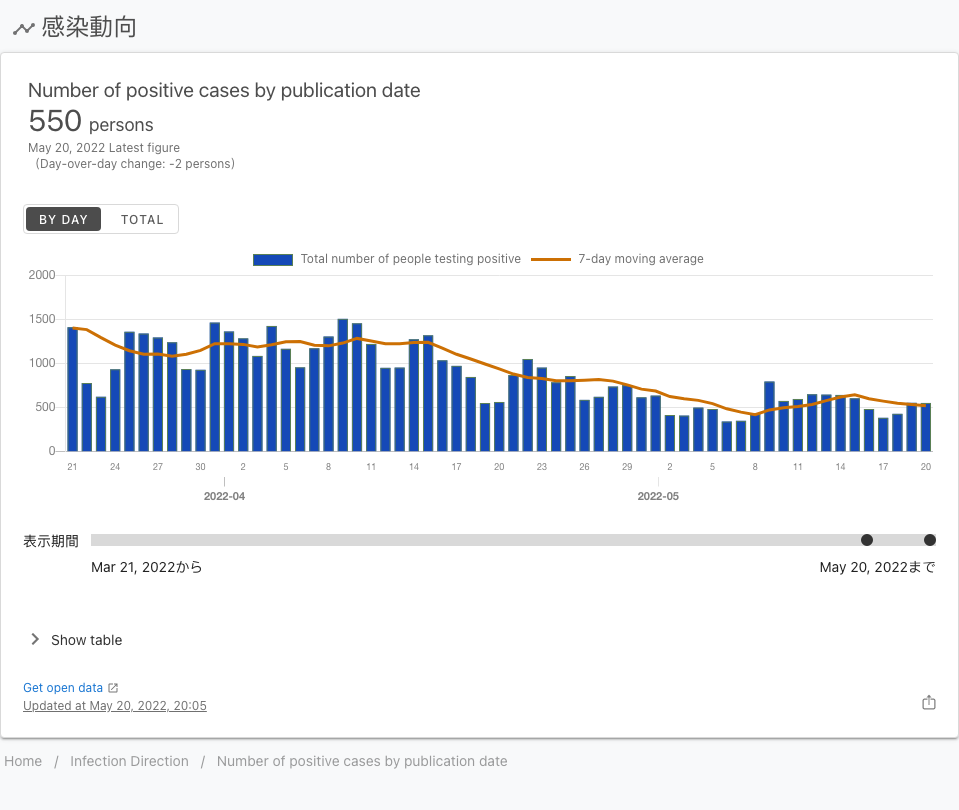 感染動向
Number of positive cases by publication date
550 persons
May 20, 2022 Latest figure
(Day-over-day change: -2 persons)
BY DAY TOTAL
Total number of people testing positive 7-day moving average
2000
1500
1000
500
0
21 24 27 30 2 5 8 11 14 17 20 23 26 29 2 5 8 11 14 17 20
2022-04 2022-05
表示期間
Mar 21, 2022から May 20, 2022まで
Show table
Get open data
Updated at May 20, 2022, 20:05
Home / Infection Direction / Number of positive cases by publication date